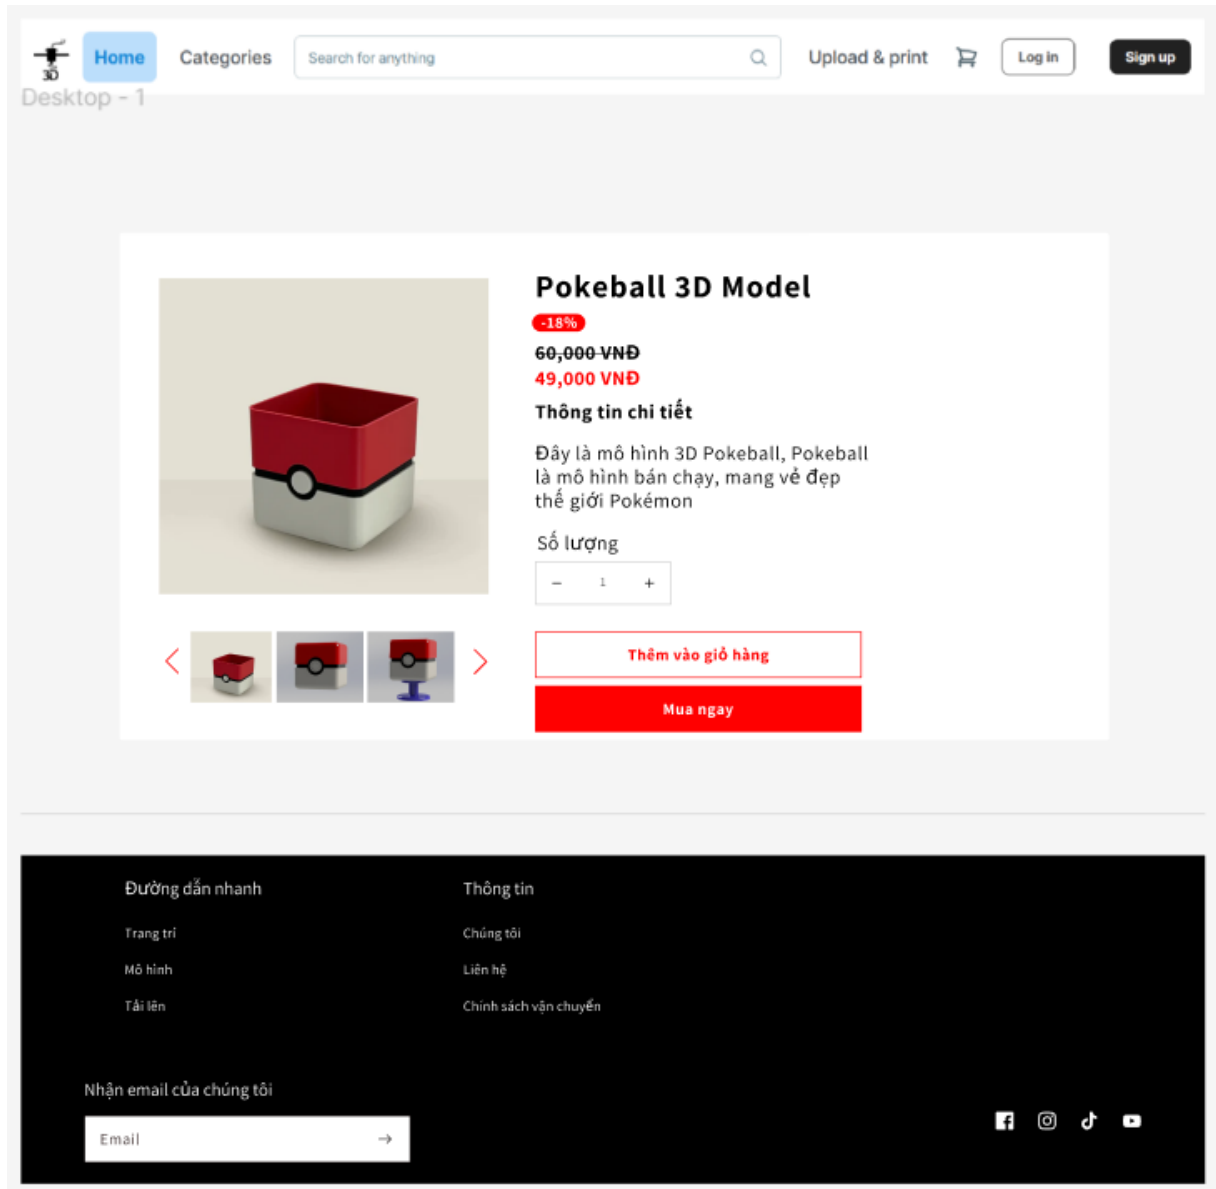 3D
Home
Categories
Search for anything
Upload & print
Log in
Sign up
Desktop - 1
Pokeball 3D Model
-18%
60,000 VNĐ
49,000 VNĐ
Thông tin chi tiết
Đây là mô hình 3D Pokeball, Pokeball
là mô hình bán chạy, mang vẻ đẹp
thế giới Pokémon
Số lượng
− 1 +
Thêm vào giỏ hàng
Mua ngay
Đường dẫn nhanh
Trang trí
Mô hình
Tải lên
Thông tin
Chúng tôi
Liên hệ
Chính sách vận chuyển
Nhận email của chúng tôi
Email